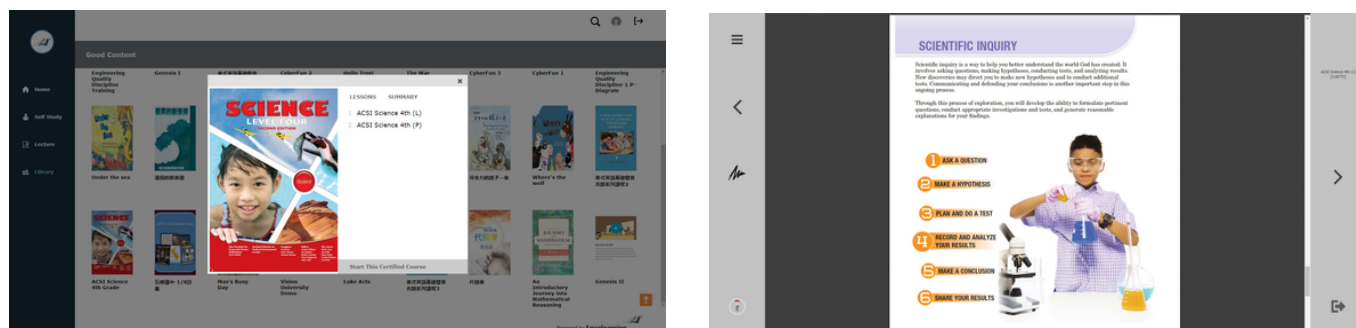 Good Content
Engineering
Quality
Discipline
Training
Genesis I
CyberFun 2
Hello Tree!
The War
CyberFun 3
CyberFun 1
Engineering
Quality
Discipline-1 P-
Diagram
Home
Self Study
Lecture
Library
SCIENCE
LEVEL FOUR
SECOND EDITION
Student
LESSONS SUMMARY
1 ACSI Science 4th (L)
2 ACSI Science 4th (P)
Start This Certified Course
Under the sea
Where's the
wolf
ACSI Science
4th Grade
Max's Busy
Day
Vision
University
Demo
Luke Acts
代禱者
An
Introductory
Journey into
Mathematical
Reasoning
Genesis II
SCIENTIFIC INQUIRY
Scientific inquiry is a way to help you better understand the world God has created. It
involves asking questions, making hypotheses, conducting tests, and analyzing results.
New discoveries may direct you to make new hypotheses and to conduct additional
tests. Communicating and defending your conclusions is another important step in this
ongoing process.
Through this process of exploration, you will develop the ability to formulate pertinent
questions, conduct appropriate investigations and tests, and generate reasonable
explanations for your findings.
1 ASK A QUESTION
2 MAKE A HYPOTHESIS
3 PLAN AND DO A TEST
4 RECORD AND ANALYZE
YOUR RESULTS
5 MAKE A CONCLUSION
6 SHARE YOUR RESULTS